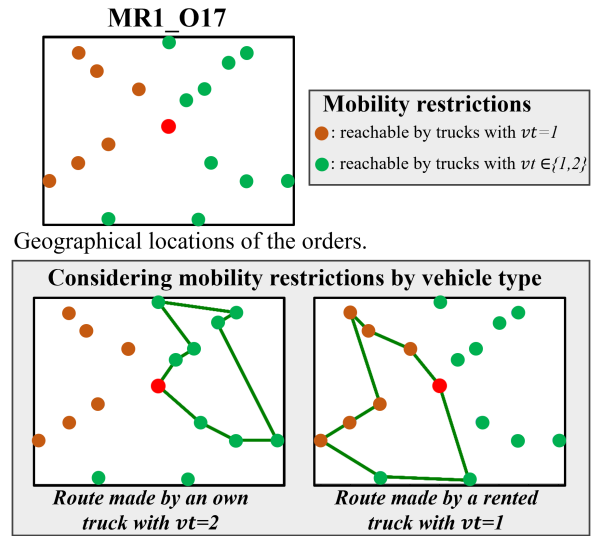 MR1_O17
Mobility restrictions
: reachable by trucks with vt=1
: reachable by trucks with vt ∈{1,2}
Geographical locations of the orders.
Considering mobility restrictions by vehicle type
Route made by an own
truck with vt=2
Route made by a rented
truck with vt=1